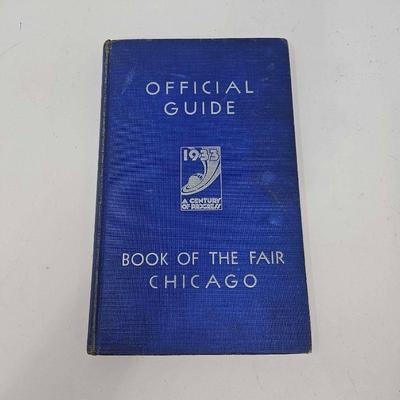 OFFICIAL
GUIDE
1933
A CENTURY
OF PROGRESS
BOOK OF THE FAIR
CHICAGO